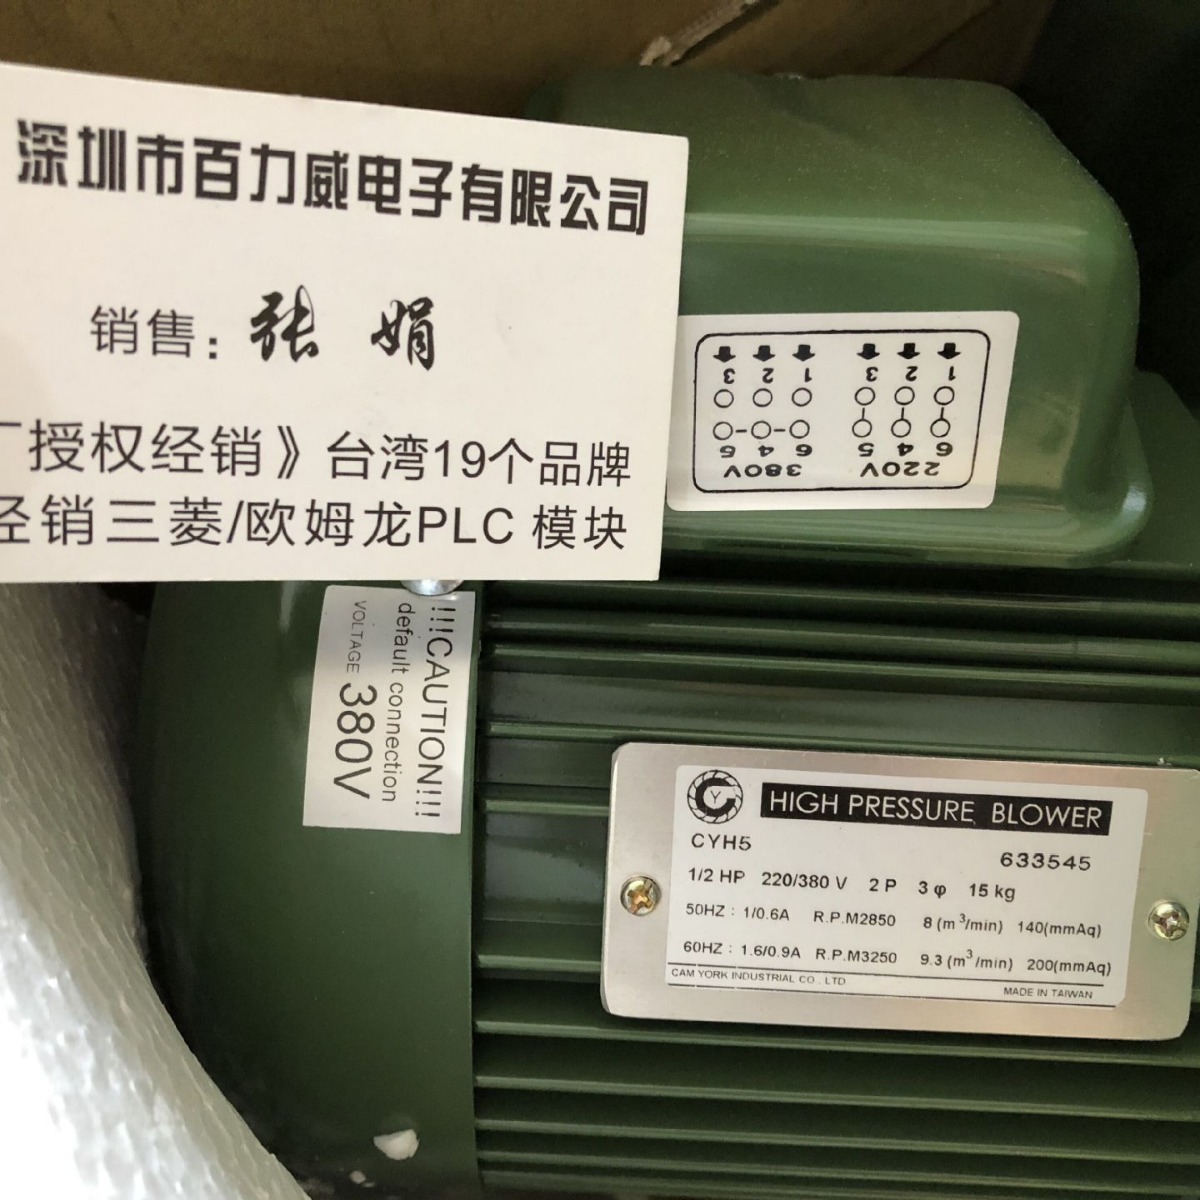 深圳市百力威电子有限公司
销售：张 娟
厂授权经销》台湾19个品牌
经销三菱/欧姆龙PLC 模块
220V 380V
6 4 5 6 4 5
1 2 3 1 2 3
!!!CAUTION!!!
default connection
VOLTAGE 380V
CY
HIGH PRESSURE BLOWER
CYH5 633545
1/2 HP 220/380 V 2 P 3 φ 15 kg
50HZ : 1/0.6A R.P.M2850 8 (m³/min) 140(mmAq)
60HZ : 1.6/0.9A R.P.M3250 9.3 (m³/min) 200(mmAq)
CAM YORK INDUSTRIAL CO . LTD
MADE IN TAIWAN